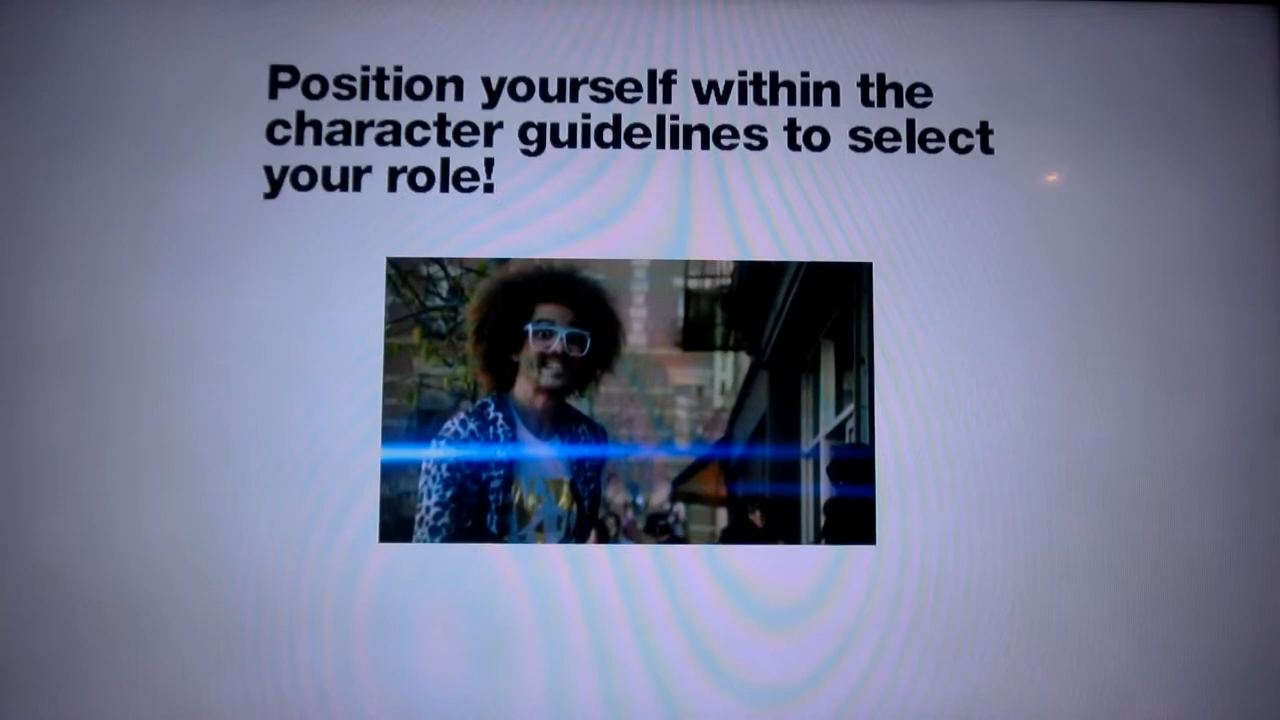 Position yourself within the
character guidelines to select
your role!